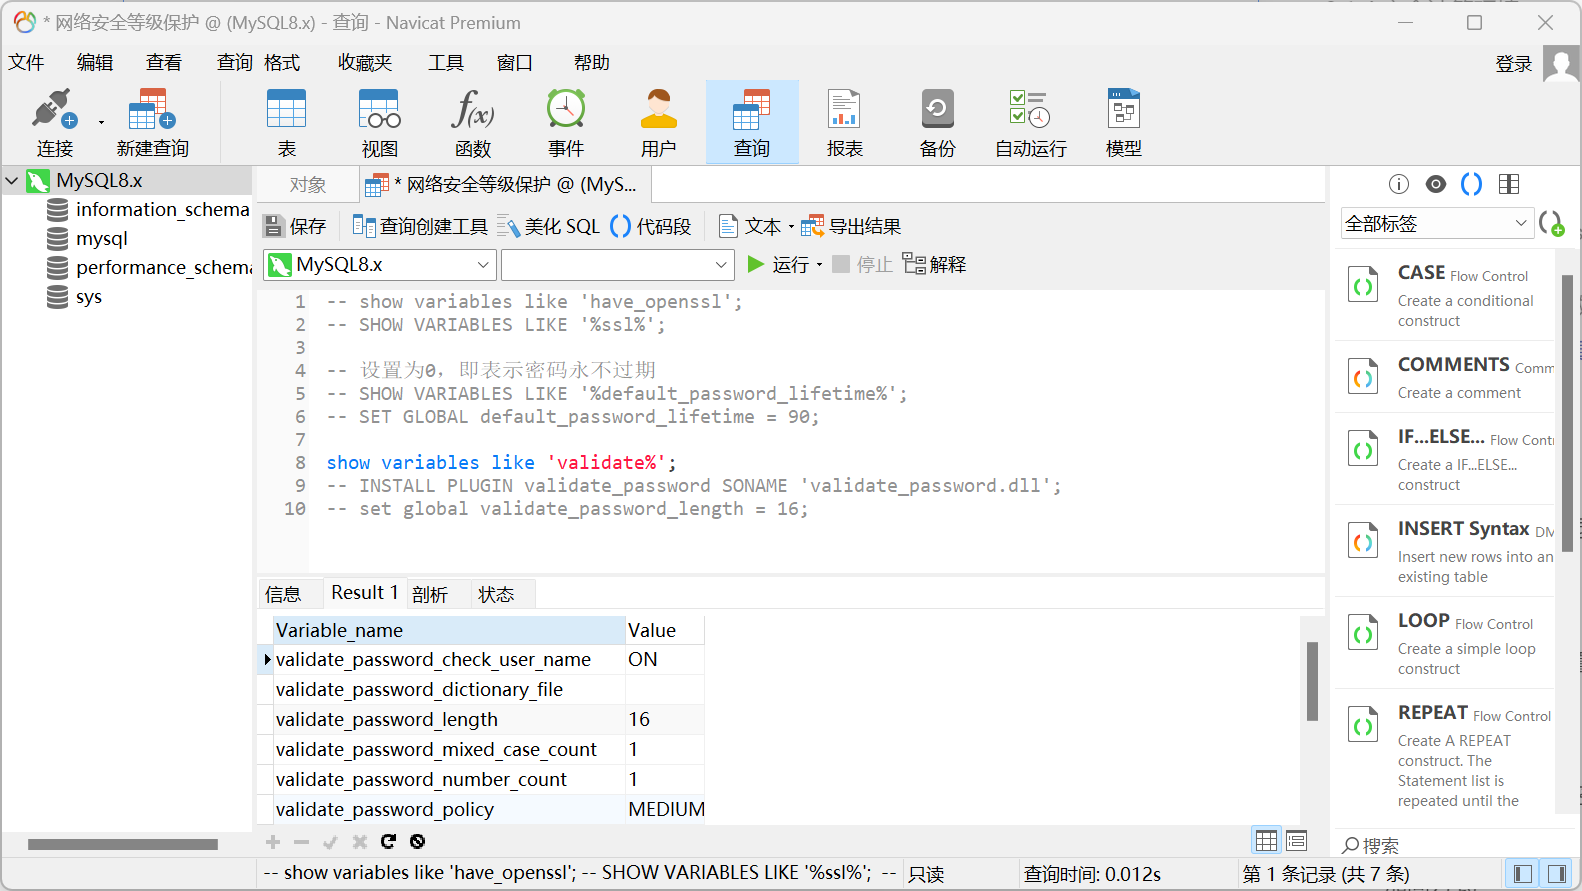 * 网络安全等级保护 @ (MySQL8.x) - 查询 - Navicat Premium
文件 编辑 查看 查询 格式 收藏夹 工具 窗口 帮助 登录
连接 新建查询 表 视图 函数 事件 用户 查询 报表 备份 自动运行 模型
MySQL8.x
information_schema
mysql
performance_schema
sys
对象 * 网络安全等级保护 @ (MyS...
保存 查询创建工具 美化 SQL 代码段 文本 导出结果
MySQL8.x 运行 停止 解释
1 -- show variables like 'have_openssl';
2 -- SHOW VARIABLES LIKE '%ssl%';
3
4 -- 设置为0，即表示密码永不过期
5 -- SHOW VARIABLES LIKE '%default_password_lifetime%';
6 -- SET GLOBAL default_password_lifetime = 90;
7
8 show variables like 'validate%';
9 -- INSTALL PLUGIN validate_password SONAME 'validate_password.dll';
10 -- set global validate_password_length = 16;
信息 Result 1 剖析 状态
Variable_name Value
validate_password_check_user_name ON
validate_password_dictionary_file
validate_password_length 16
validate_password_mixed_case_count 1
validate_password_number_count 1
validate_password_policy MEDIUM
全部标签
CASE Flow Control
Create a conditional
construct
COMMENTS Comm
Create a comment
IF...ELSE... Flow Contr
Create a IF...ELSE...
construct
INSERT Syntax DM
Insert new rows into an
existing table
LOOP Flow Control
Create a simple loop
construct
REPEAT Flow Control
Create A REPEAT
construct. The
Statement list is
repeated until the
搜索
-- show variables like 'have_openssl'; -- SHOW VARIABLES LIKE '%ssl%'; -- 只读 查询时间: 0.012s 第 1 条记录 (共 7 条)